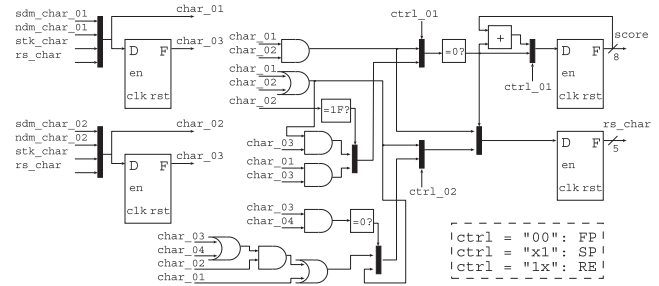 sdm_char_01
ndm_char_01
stk_char
rs_char
char_01
char_03
D F
en
clk rst
sdm_char_02
ndm_char_02
stk_char
rs_char
char_02
char_03
D F
en
clk rst
char_01
char_02
char_01
char_02
char_02
=1F?
char_03
char_01
char_03
char_03
char_04
=0?
char_03
char_04
char_02
char_01
ctrl_01
=0?
+
ctrl_01
ctrl_02
D F
en
clk rst
score
8
D F
en
clk rst
rs_char
5
ctrl = "00": FP
ctrl = "x1": SP
ctrl = "1x": RE